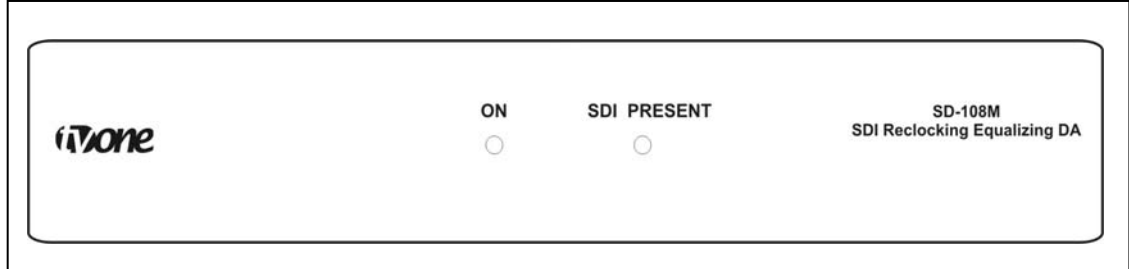 tvone
ON
SDI PRESENT
SD-108M
SDI Reclocking Equalizing DA